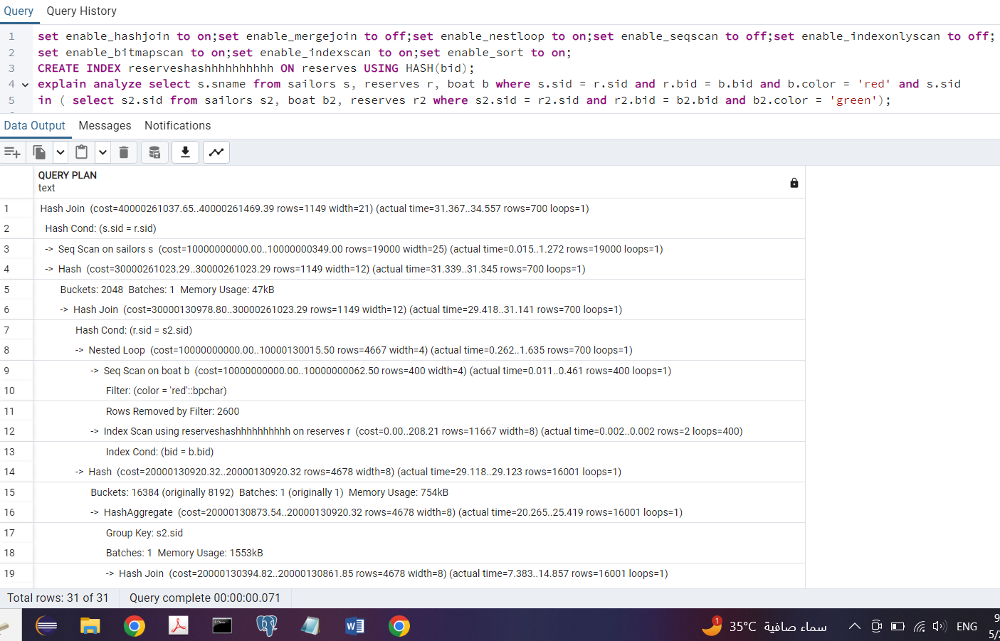 Query Query History
1 set enable_hashjoin to on;set enable_mergejoin to off;set enable_nestloop to on;set enable_seqscan to off;set enable_indexonlyscan to off;
2 set enable_bitmapscan to on;set enable_indexscan to on;set enable_sort to on;
3 CREATE INDEX reserveshashhhhhhhhhh ON reserves USING HASH(bid);
4 explain analyze select s.sname from sailors s, reserves r, boat b where s.sid = r.sid and r.bid = b.bid and b.color = 'red' and s.sid
5 in ( select s2.sid from sailors s2, boat b2, reserves r2 where s2.sid = r2.sid and r2.bid = b2.bid and b2.color = 'green');
Data Output Messages Notifications
QUERY PLAN
text
1 Hash Join (cost=40000261037.65..40000261469.39 rows=1149 width=21) (actual time=31.367..34.557 rows=700 loops=1)
2 Hash Cond: (s.sid = r.sid)
3 -> Seq Scan on sailors s (cost=10000000000.00..10000000349.00 rows=19000 width=25) (actual time=0.015..1.272 rows=19000 loops=1)
4 -> Hash (cost=30000261023.29..30000261023.29 rows=1149 width=12) (actual time=31.339..31.345 rows=700 loops=1)
5 Buckets: 2048 Batches: 1 Memory Usage: 47kB
6 -> Hash Join (cost=30000130978.80..30000261023.29 rows=1149 width=12) (actual time=29.418..31.141 rows=700 loops=1)
7 Hash Cond: (r.sid = s2.sid)
8 -> Nested Loop (cost=10000000000.00..10000130015.50 rows=4667 width=4) (actual time=0.262..1.635 rows=700 loops=1)
9 -> Seq Scan on boat b (cost=10000000000.00..10000000062.50 rows=400 width=4) (actual time=0.011..0.461 rows=400 loops=1)
10 Filter: (color = 'red'::bpchar)
11 Rows Removed by Filter: 2600
12 -> Index Scan using reserveshashhhhhhhhhh on reserves r (cost=0.00..208.21 rows=11667 width=8) (actual time=0.002..0.002 rows=2 loops=400)
13 Index Cond: (bid = b.bid)
14 -> Hash (cost=20000130920.32..20000130920.32 rows=4678 width=8) (actual time=29.118..29.123 rows=16001 loops=1)
15 Buckets: 16384 (originally 8192) Batches: 1 (originally 1) Memory Usage: 754kB
16 -> HashAggregate (cost=20000130873.54..20000130920.32 rows=4678 width=8) (actual time=20.265..25.419 rows=16001 loops=1)
17 Group Key: s2.sid
18 Batches: 1 Memory Usage: 1553kB
19 -> Hash Join (cost=20000130394.82..20000130861.85 rows=4678 width=8) (actual time=7.383..14.857 rows=16001 loops=1)
Total rows: 31 of 31 Query complete 00:00:00.071
1 35°C سماء صافية ENG